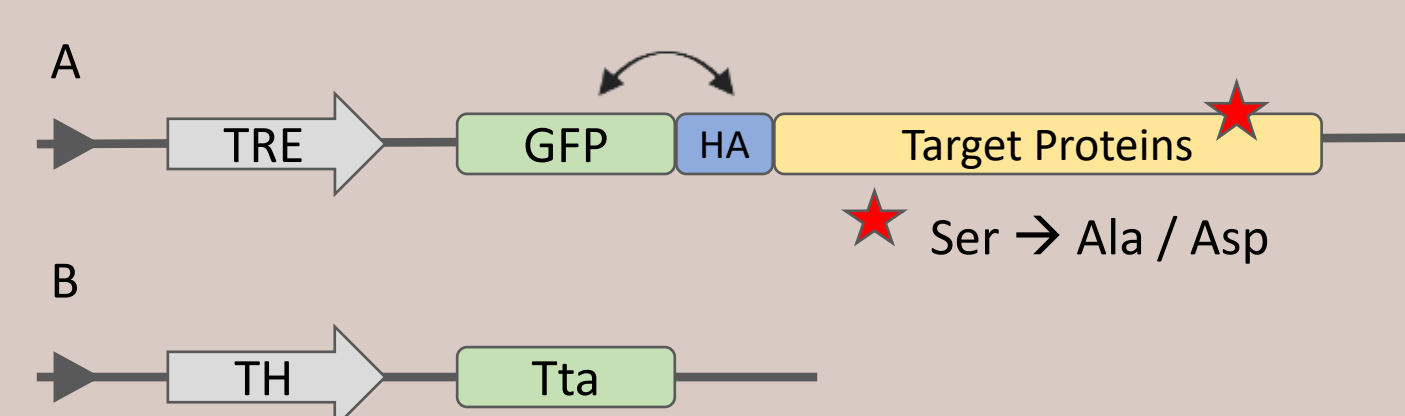 A
TRE GFP HA Target Proteins
Ser → Ala / Asp
B
TH Tta